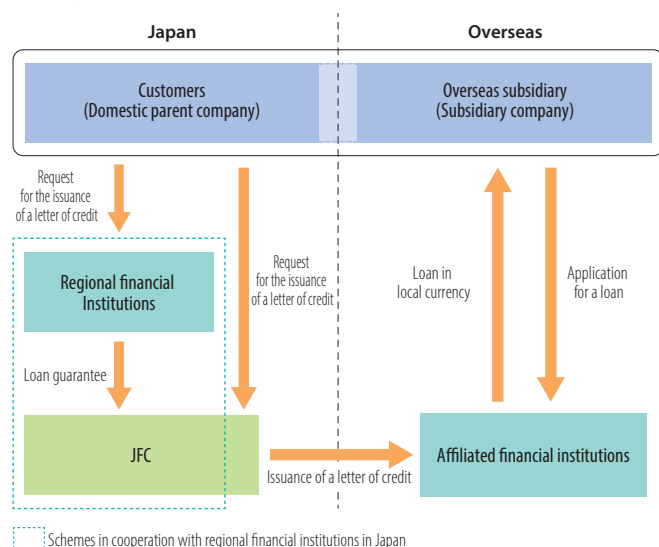 Japan
Overseas
Customers
(Domestic parent company)
Overseas subsidiary
(Subsidiary company)
Request
for the issuance
of a letter of credit
Regional financial
Institutions
Request
for the issuance
of a letter of credit
Loan in
local currency
Application
for a loan
Loan guarantee
JFC
Issuance of a letter of credit
Affiliated financial institutions
Schemes in cooperation with regional financial institutions in Japan